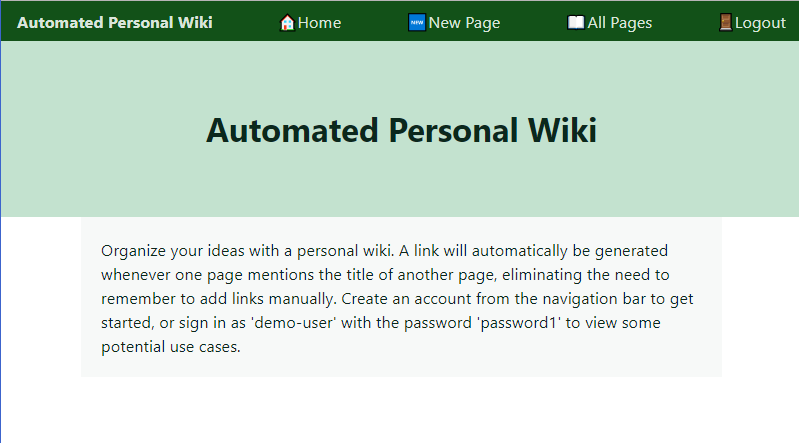 Automated Personal Wiki 🏠Home 🆕New Page 📖All Pages 🚪Logout
Automated Personal Wiki
Organize your ideas with a personal wiki. A link will automatically be generated
whenever one page mentions the title of another page, eliminating the need to
remember to add links manually. Create an account from the navigation bar to get
started, or sign in as 'demo-user' with the password 'password1' to view some
potential use cases.